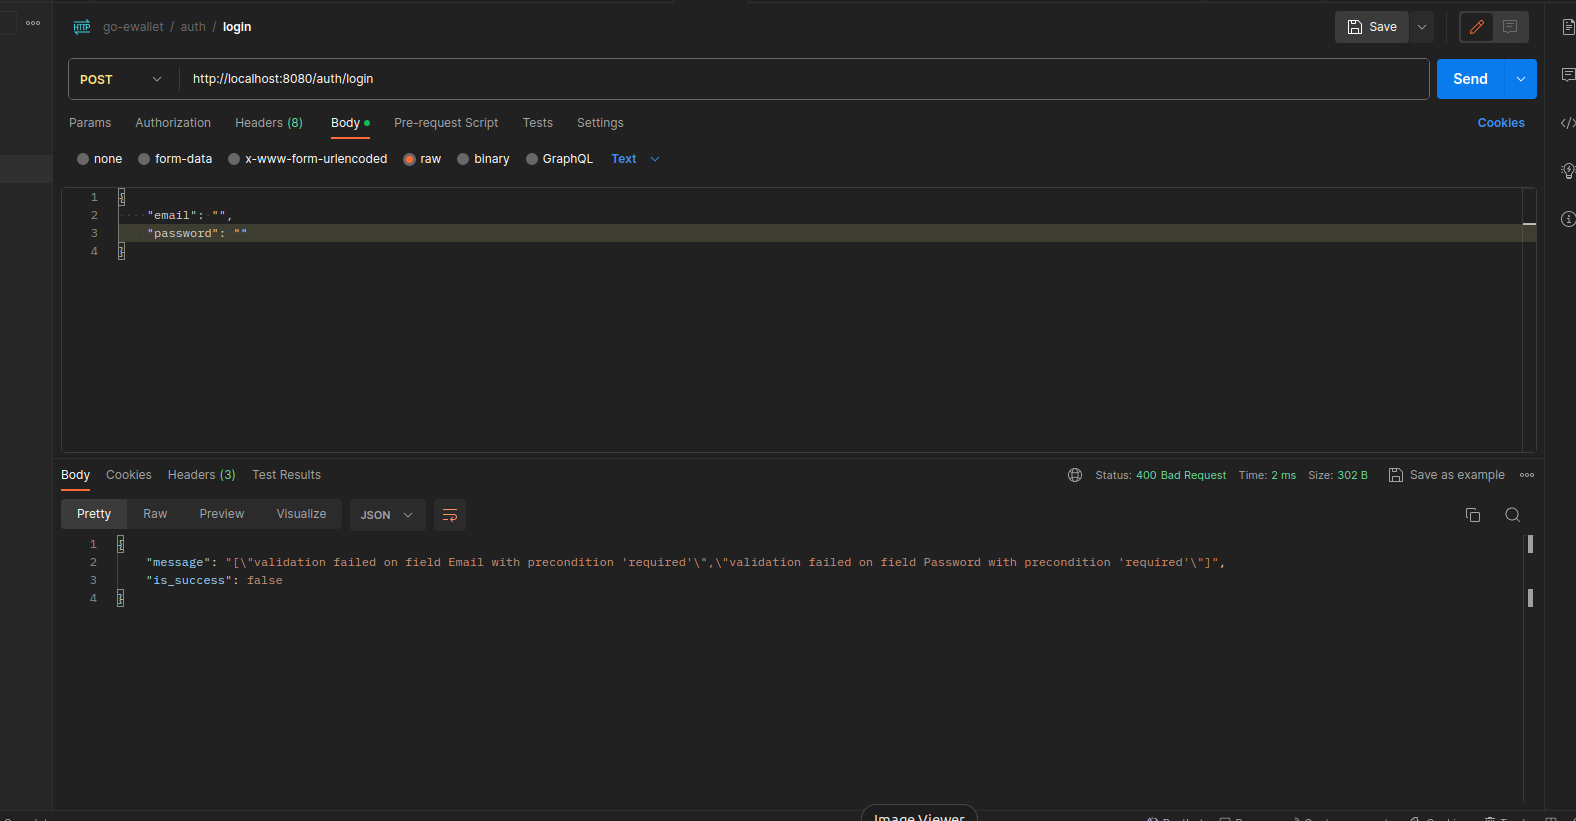 go-ewallet / auth / login
Save
POST
http://localhost:8080/auth/login
Send
Params Authorization Headers (8) Body Pre-request Script Tests Settings Cookies
none form-data x-www-form-urlencoded raw binary GraphQL Text
1 {
2 "email": "",
3 "password": ""
4 }
Body Cookies Headers (3) Test Results Status: 400 Bad Request Time: 2 ms Size: 302 B Save as example
Pretty Raw Preview Visualize JSON
1 {
2 "message": "[\"validation failed on field Email with precondition 'required'\",\"validation failed on field Password with precondition 'required'\"]",
3 "is_success": false
4 }
Image Viewer